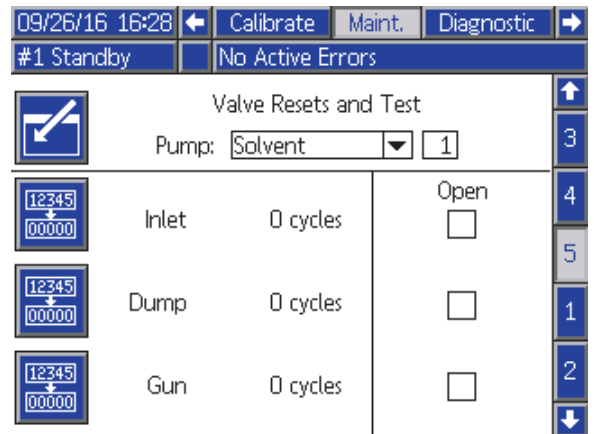 09/26/16 16:28 Calibrate Maint. Diagnostic
#1 Standby No Active Errors
Valve Resets and Test
Pump: Solvent 1
3
Open
4
12345
00000
Inlet 0 cycles
5
12345
00000
Dump 0 cycles
1
12345
00000
Gun 0 cycles
2